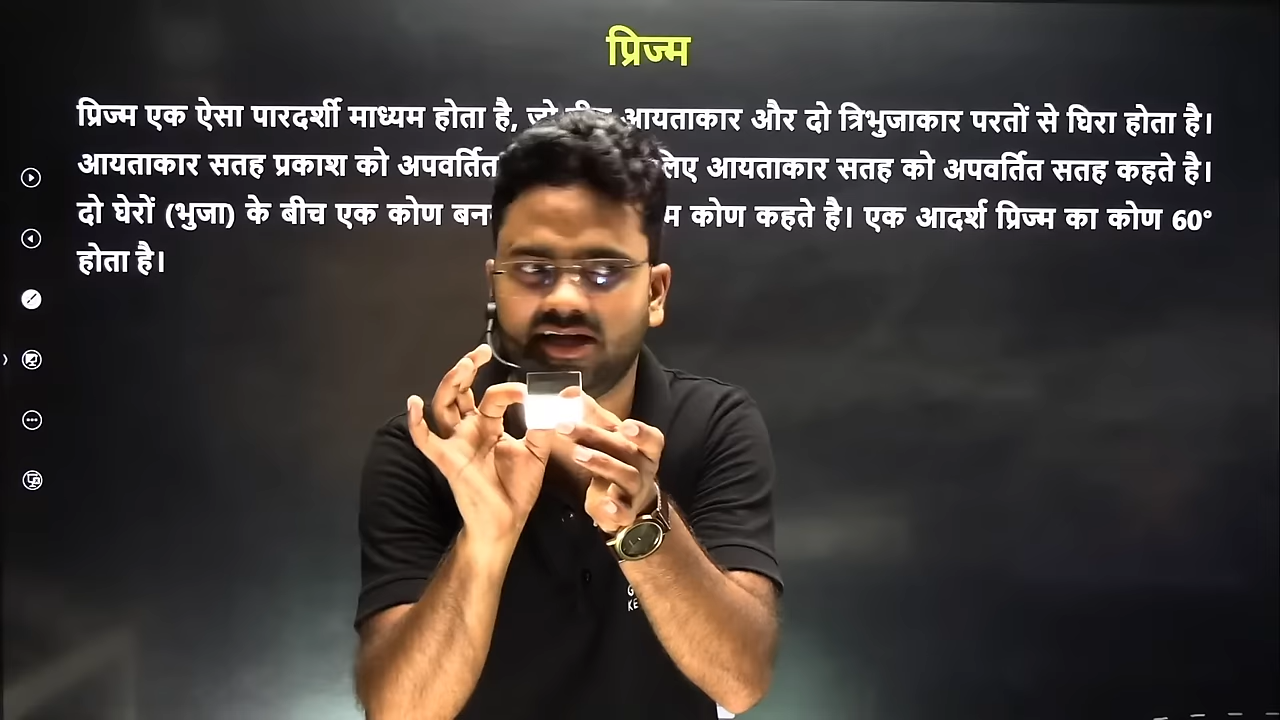 प्रिज्म
प्रिज्म एक ऐसा पारदर्शी माध्यम होता है, जो आयताकार और दो त्रिभुजाकार परतों से घिरा होता है।
आयताकार सतह प्रकाश को अपवर्तित लिए आयताकार सतह को अपवर्तित सतह कहते है।
दो घेरों (भुजा) के बीच एक कोण कोण कहते है। एक आदर्श प्रिज्म का कोण 60°
होता है।